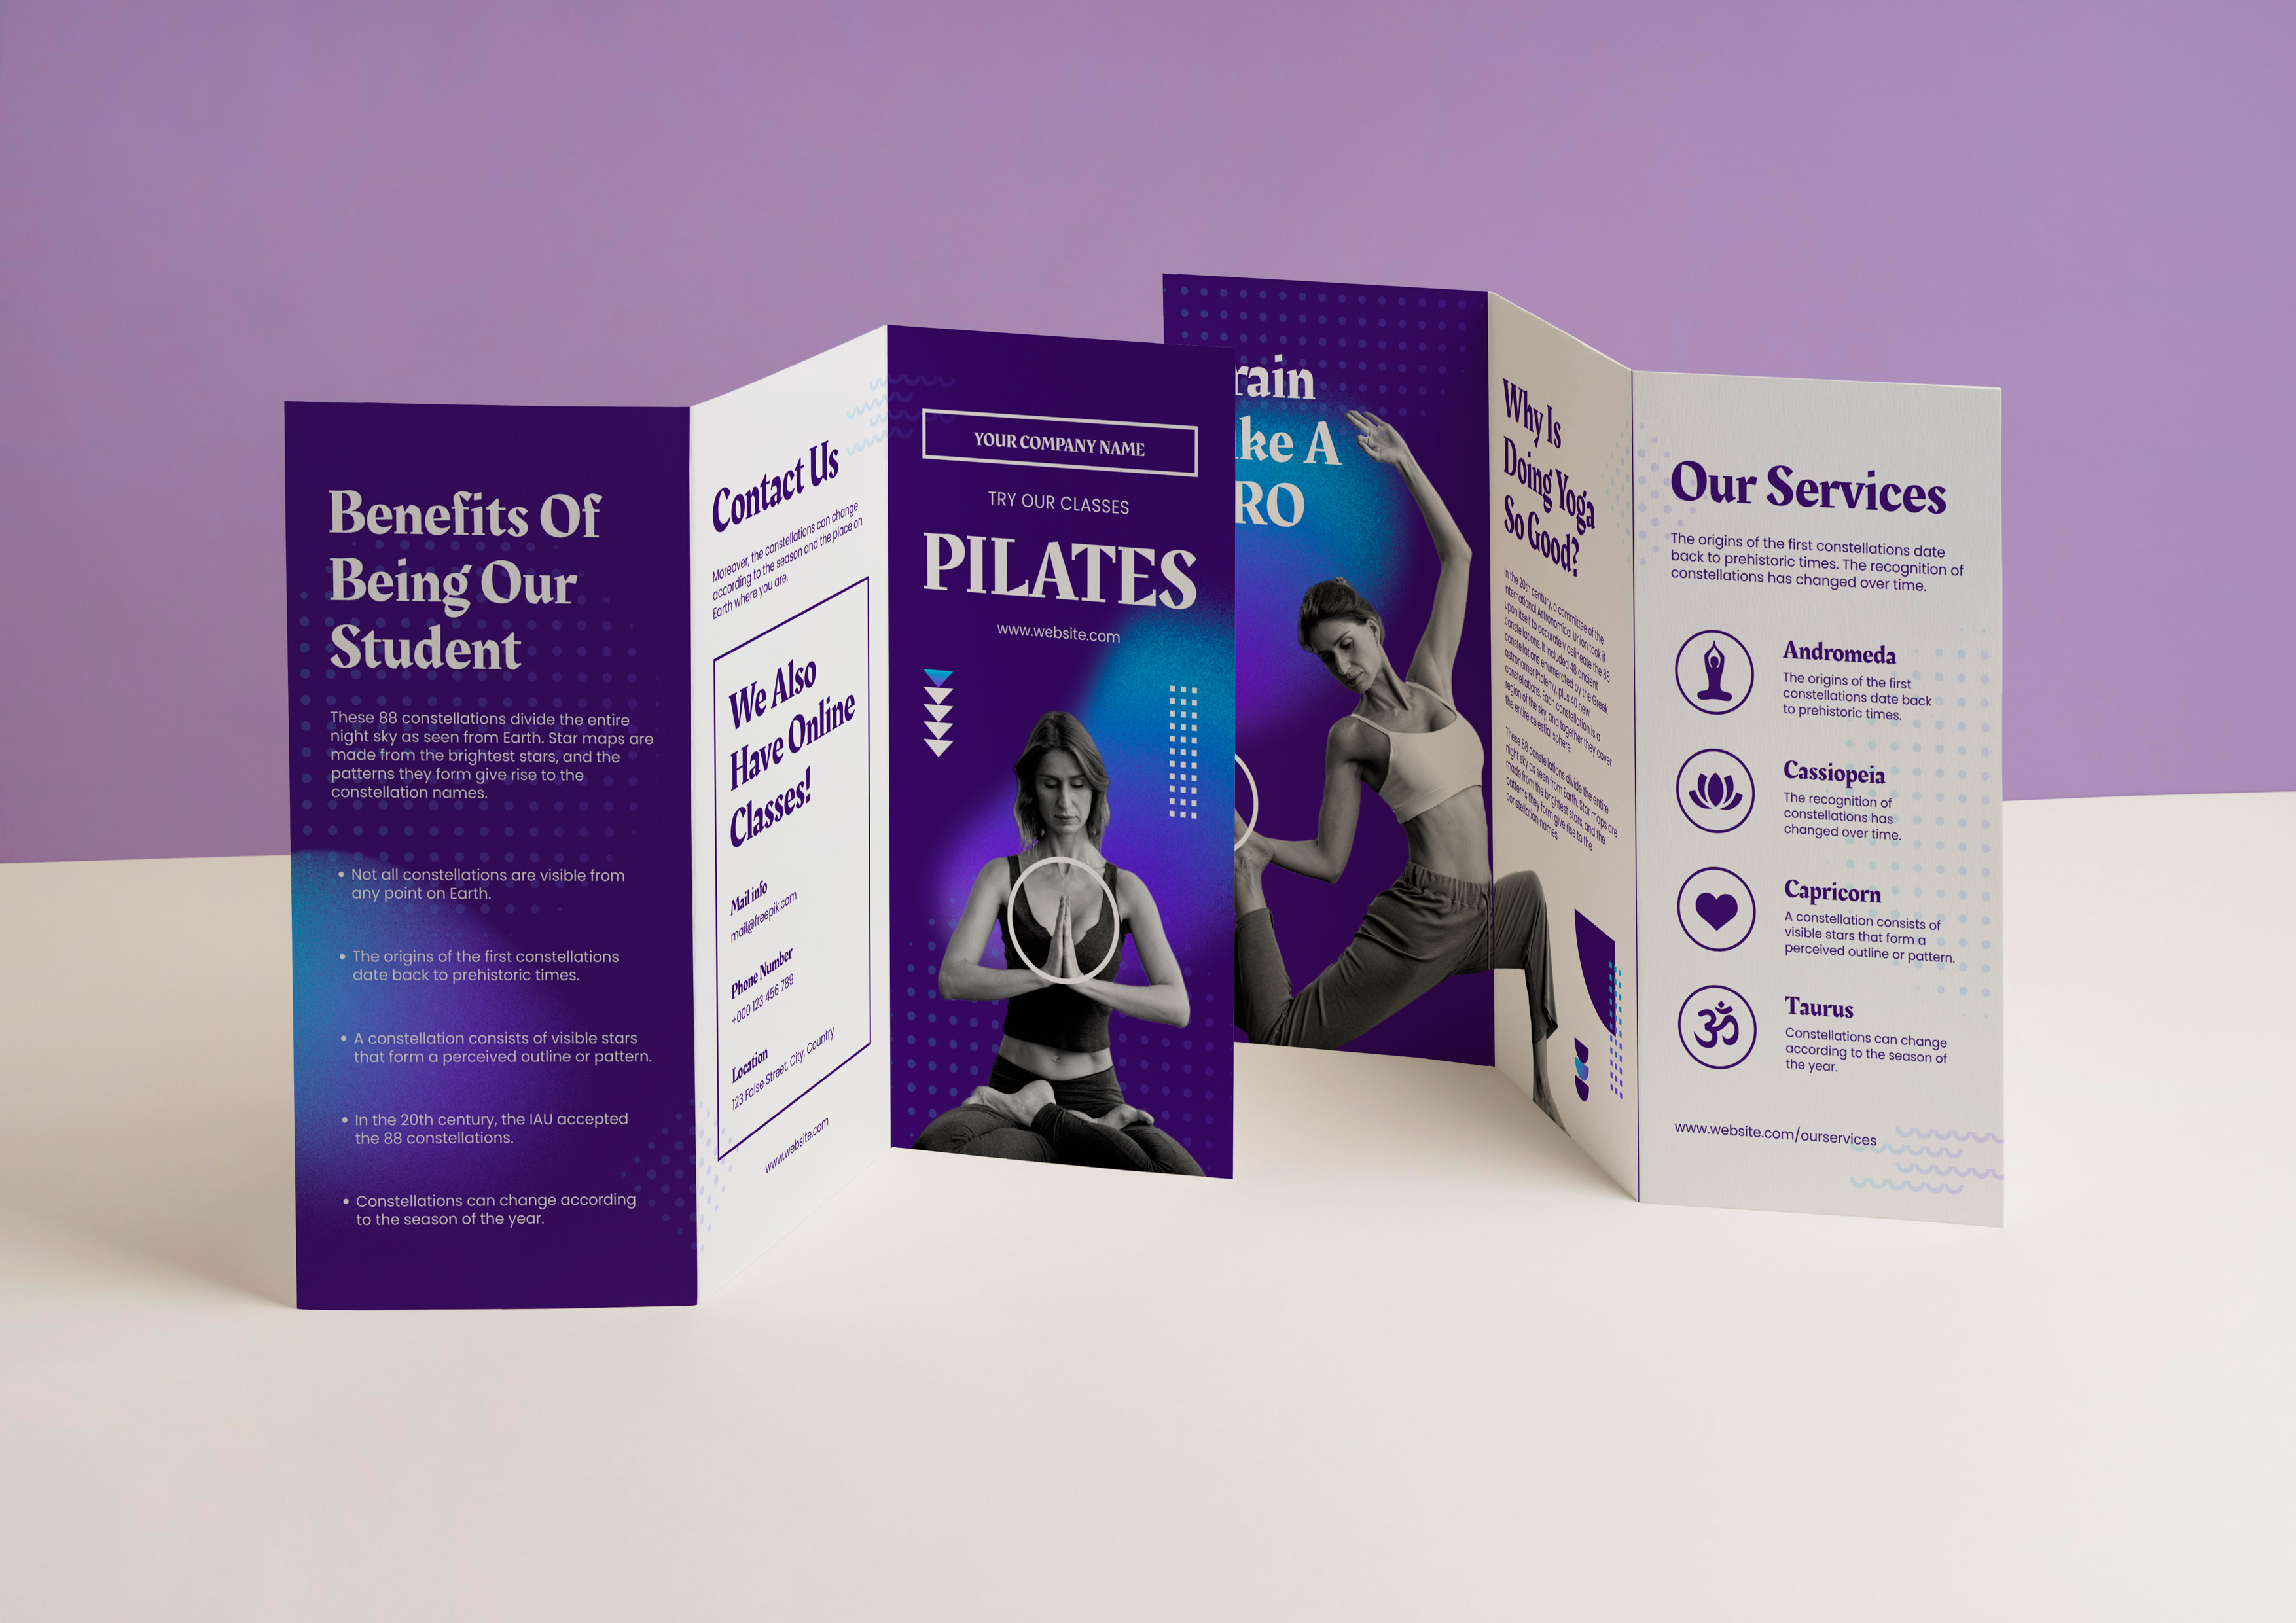 Benefits Of
Being Our
Student
These 88 constellations divide the entire
night sky as seen from Earth. Star maps are
made from the brightest stars, and the
patterns they form give rise to the
constellation names.
• Not all constellations are visible from
any point on Earth.
• The origins of the first constellations
date back to prehistoric times.
• A constellation consists of visible stars
that form a perceived outline or pattern.
• In the 20th century, the IAU accepted
the 88 constellations.
• Constellations can change according
to the season of the year.
Contact Us
Moreover, the constellations can change
according to the season and the place on
Earth where you are.
We Also
Have Online
Classes!
Mail info
mail@freepik.com
Phone Number
+000 123 456 789
Location
123 False Street, City, Country
www.website.com
YOUR COMPANY NAME
TRY OUR CLASSES
PILATES
www.website.com
rain
ike A
RO
Why Is
Doing Yoga
So Good?
In the 20th century, a committee of the
International Astronomical Union took it
upon itself to accurately delineate the 88
constellations. It included 48 ancient
constellations enumerated by the Greek
astronomer Ptolemy, plus 40 new
constellations. Each constellation is a
region of the sky, and together they cover
the entire celestial sphere.
These 88 constellations divide the entire
night sky as seen from Earth. Star maps are
made from the brightest stars, and the
patterns they form give rise to the
constellation names.
Our Services
The origins of the first constellations date
back to prehistoric times. The recognition of
constellations has changed over time.
Andromeda
The origins of the first
constellations date back
to prehistoric times.
Cassiopeia
The recognition of
constellations has
changed over time.
Capricorn
A constellation consists of
visible stars that form a
perceived outline or pattern.
ॐ
Taurus
Constellations can change
according to the season of
the year.
www.website.com/ourservices